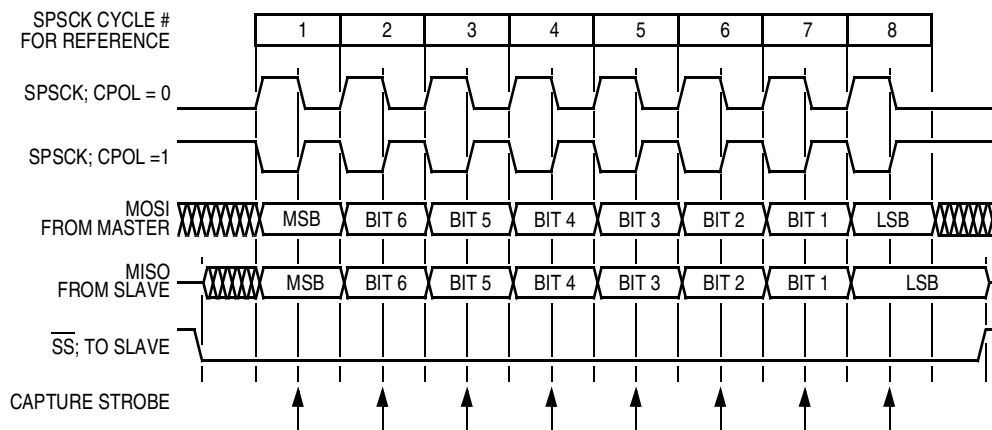 SPSCK CYCLE #
FOR REFERENCE
1 2 3 4 5 6 7 8
SPSCK; CPOL = 0
SPSCK; CPOL =1
MOSI
FROM MASTER
MSB BIT 6 BIT 5 BIT 4 BIT 3 BIT 2 BIT 1 LSB
MISO
FROM SLAVE
MSB BIT 6 BIT 5 BIT 4 BIT 3 BIT 2 BIT 1 LSB
SS; TO SLAVE
CAPTURE STROBE